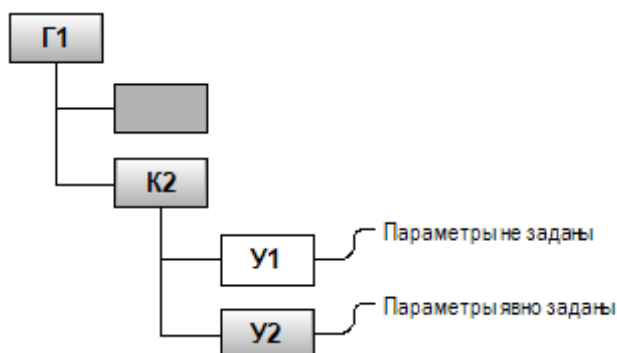 Г1
К2
У1
Параметры не заданы
У2
Параметры явно заданы